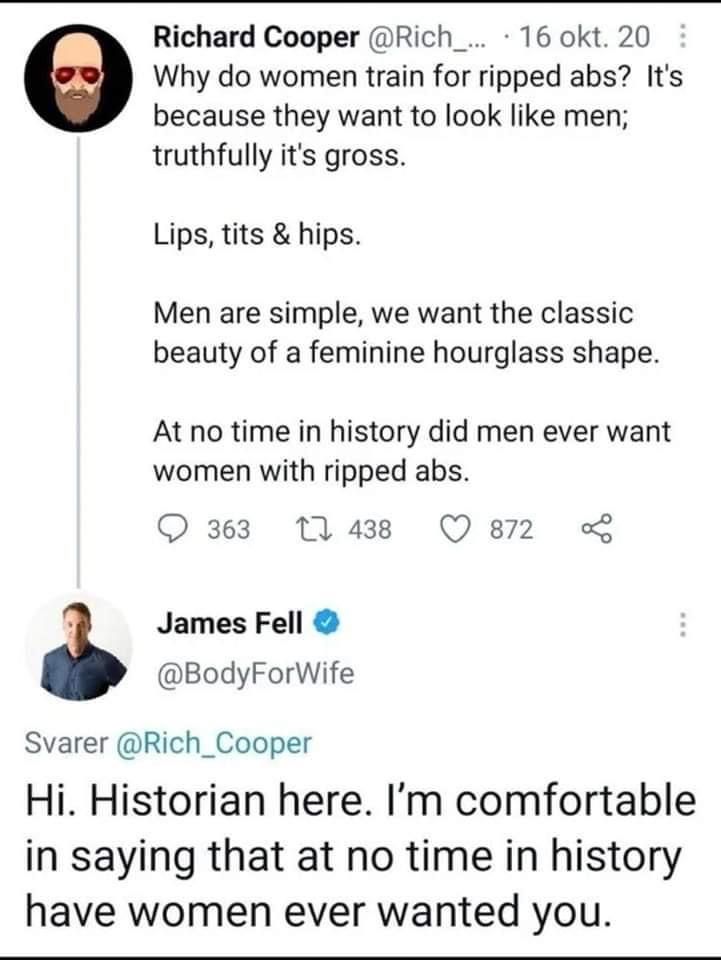 Richard Cooper @Rich_... · 16 okt. 20
Why do women train for ripped abs? It's
because they want to look like men;
truthfully it's gross.
Lips, tits & hips.
Men are simple, we want the classic
beauty of a feminine hourglass shape.
At no time in history did men ever want
women with ripped abs.
363 438 872
James Fell
@BodyForWife
Svarer @Rich_Cooper
Hi. Historian here. I'm comfortable
in saying that at no time in history
have women ever wanted you.